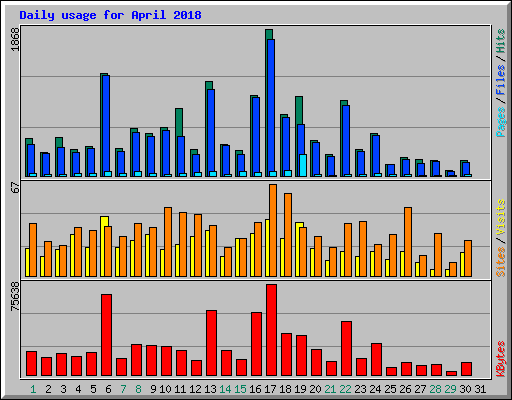 Daily usage for April 2018
1868
Pages / Files / Hits
67
Sites / Visits
75638
KBytes
1 2 3 4 5 6 7 8 9 10 11 12 13 14 15 16 17 18 19 20 21 22 23 24 25 26 27 28 29 30 31